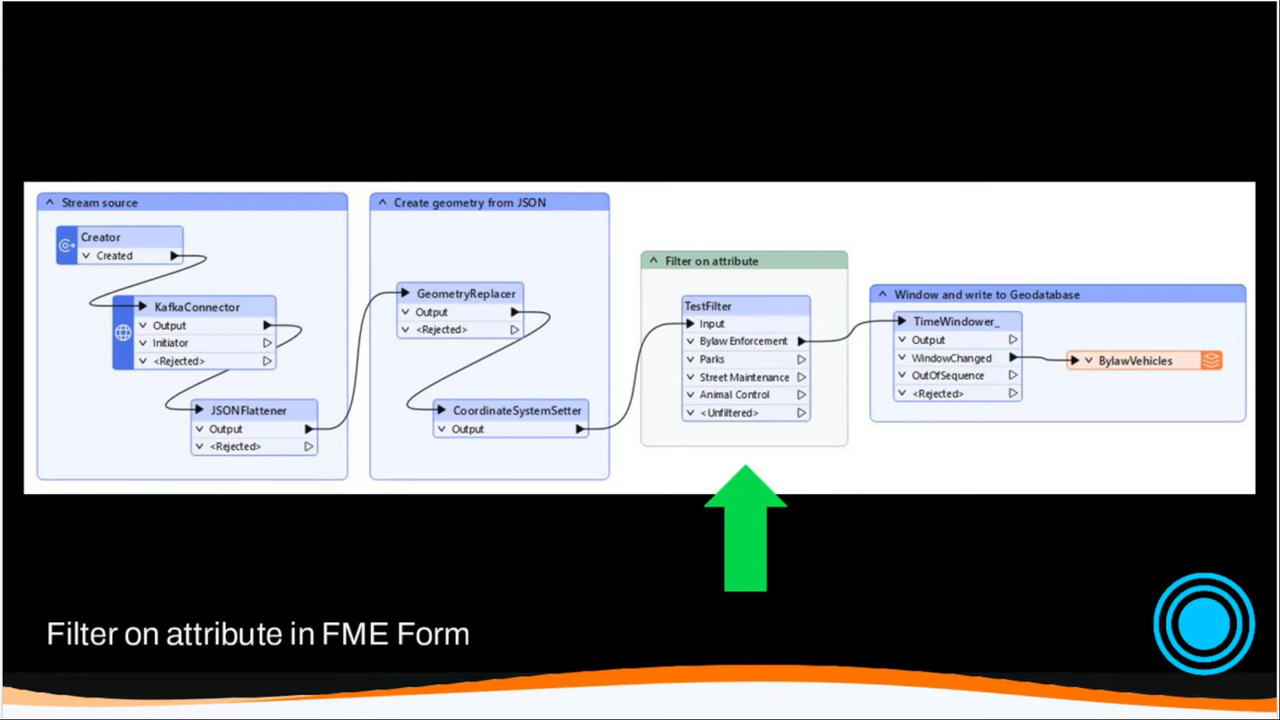 Stream source
Creator
Created
KafkaConnector
Output
Initiator
<Rejected>
JSONFlattener
Output
<Rejected>
Create geometry from JSON
GeometryReplacer
Output
<Rejected>
CoordinateSystemSetter
Output
Filter on attribute
TestFilter
Input
Bylaw Enforcement
Parks
Street Maintenance
Animal Control
<Unfiltered>
Window and write to Geodatabase
TimeWindower_
Output
WindowChanged
OutOfSequence
<Rejected>
BylawVehicles
Filter on attribute in FME Form